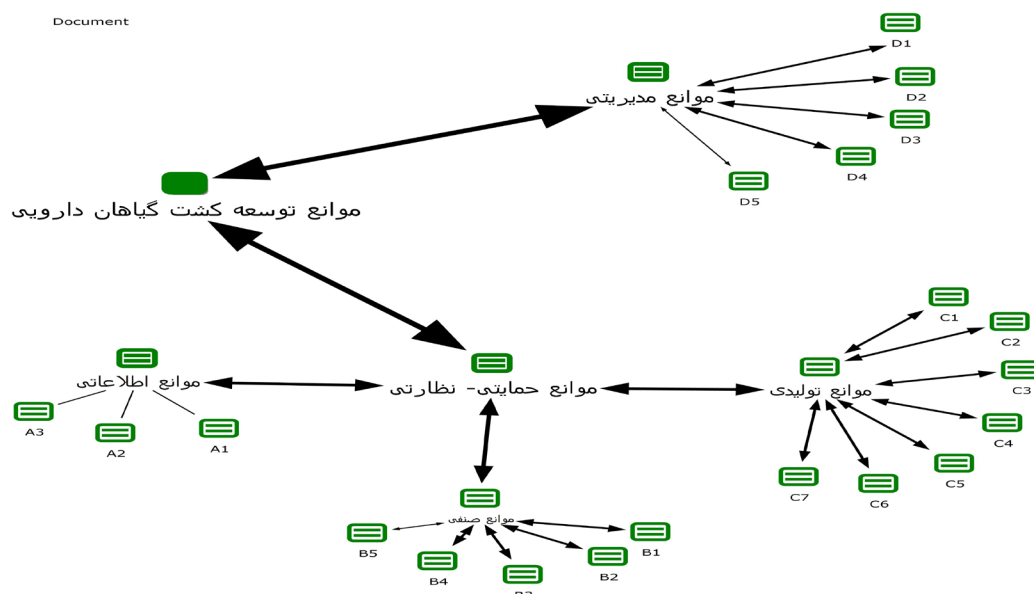 Document
D1
موانع مدیریتی
D2
D3
D4
D5
موانع توسعه کشت گیاهان دارویی
C1
C2
موانع اطلاعاتی
موانع حمایتی- نظارتی
موانع تولیدی
C3
A3
A2
A1
C4
C5
C7
C6
موانع صنفی
B5
B4
B3
B2
B1